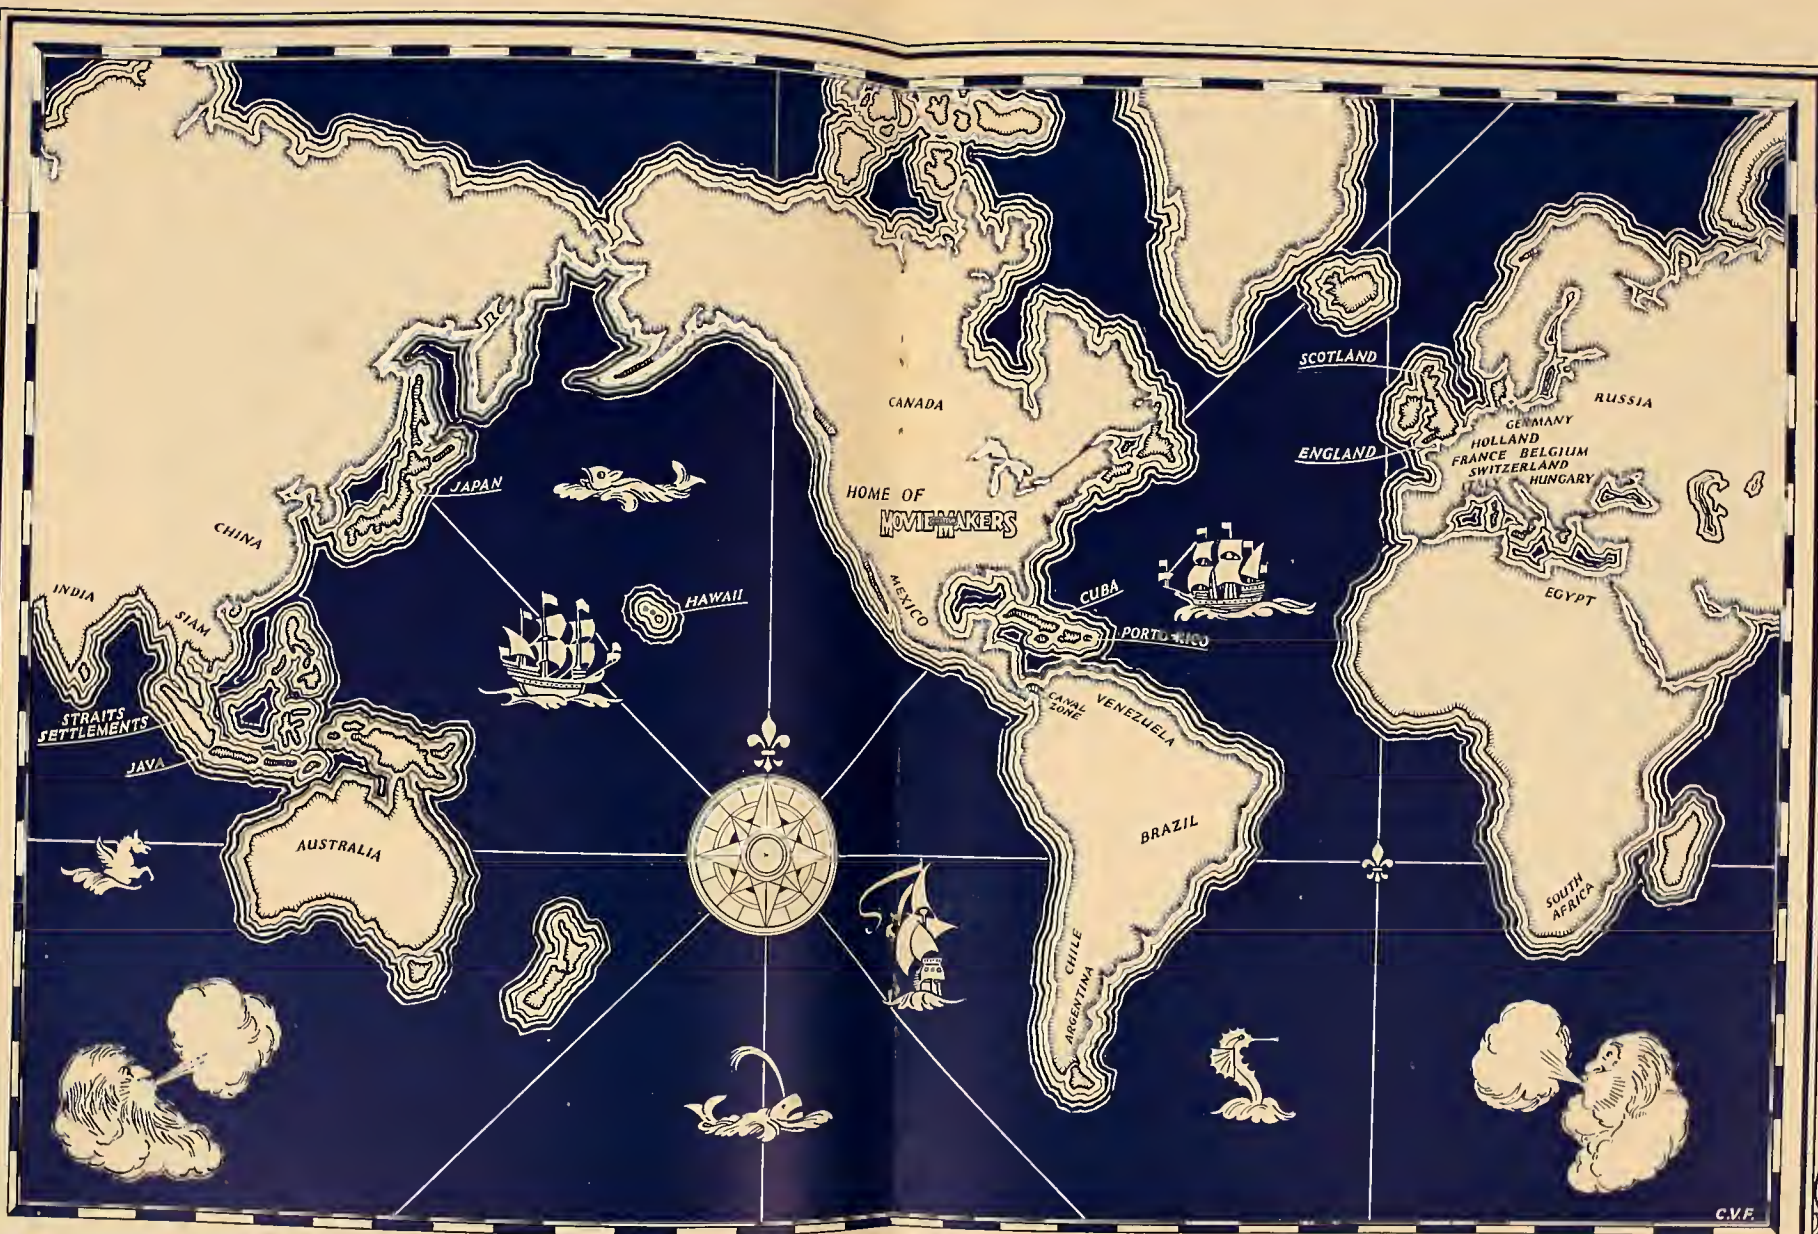 SCOTLAND
CANADA
RUSSIA
GERMANY
HOLLAND
ENGLAND
FRANCE BELGIUM
SWITZERLAND
ITALY
HUNGARY
JAPAN
HOME OF
MOVIE MAKERS
CHINA
INDIA
MEXICO
CUBA
EGYPT
HAWAII
SIAM
PORTO RICO
STRAITS
SETTLEMENTS
CANAL
ZONE
VENEZUELA
JAVA
BRAZIL
AUSTRALIA
SOUTH
AFRICA
CHILE
ARGENTINA
C.V.F.